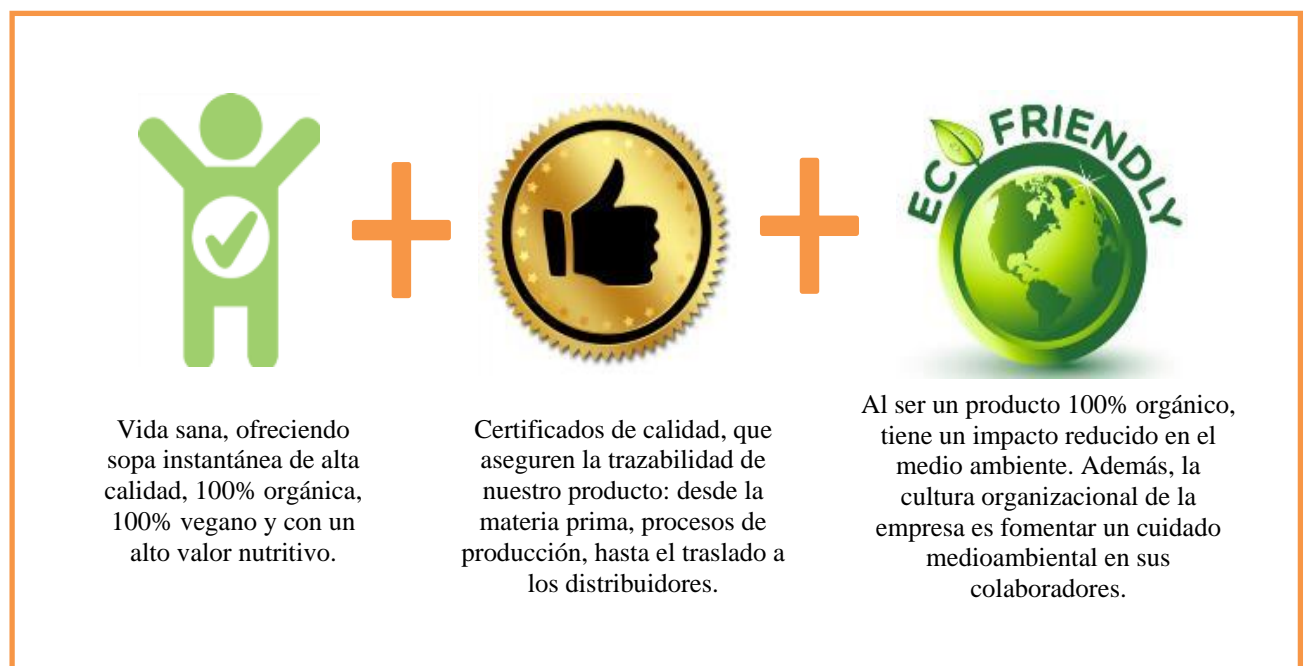 ECO FRIENDLY
Vida sana, ofreciendo
sopa instantánea de alta
calidad, 100% orgánica,
100% vegano y con un
alto valor nutritivo.
Certificados de calidad, que
aseguren la trazabilidad de
nuestro producto: desde la
materia prima, procesos de
producción, hasta el traslado a
los distribuidores.
Al ser un producto 100% orgánico,
tiene un impacto reducido en el
medio ambiente. Además, la
cultura organizacional de la
empresa es fomentar un cuidado
medioambiental en sus
colaboradores.